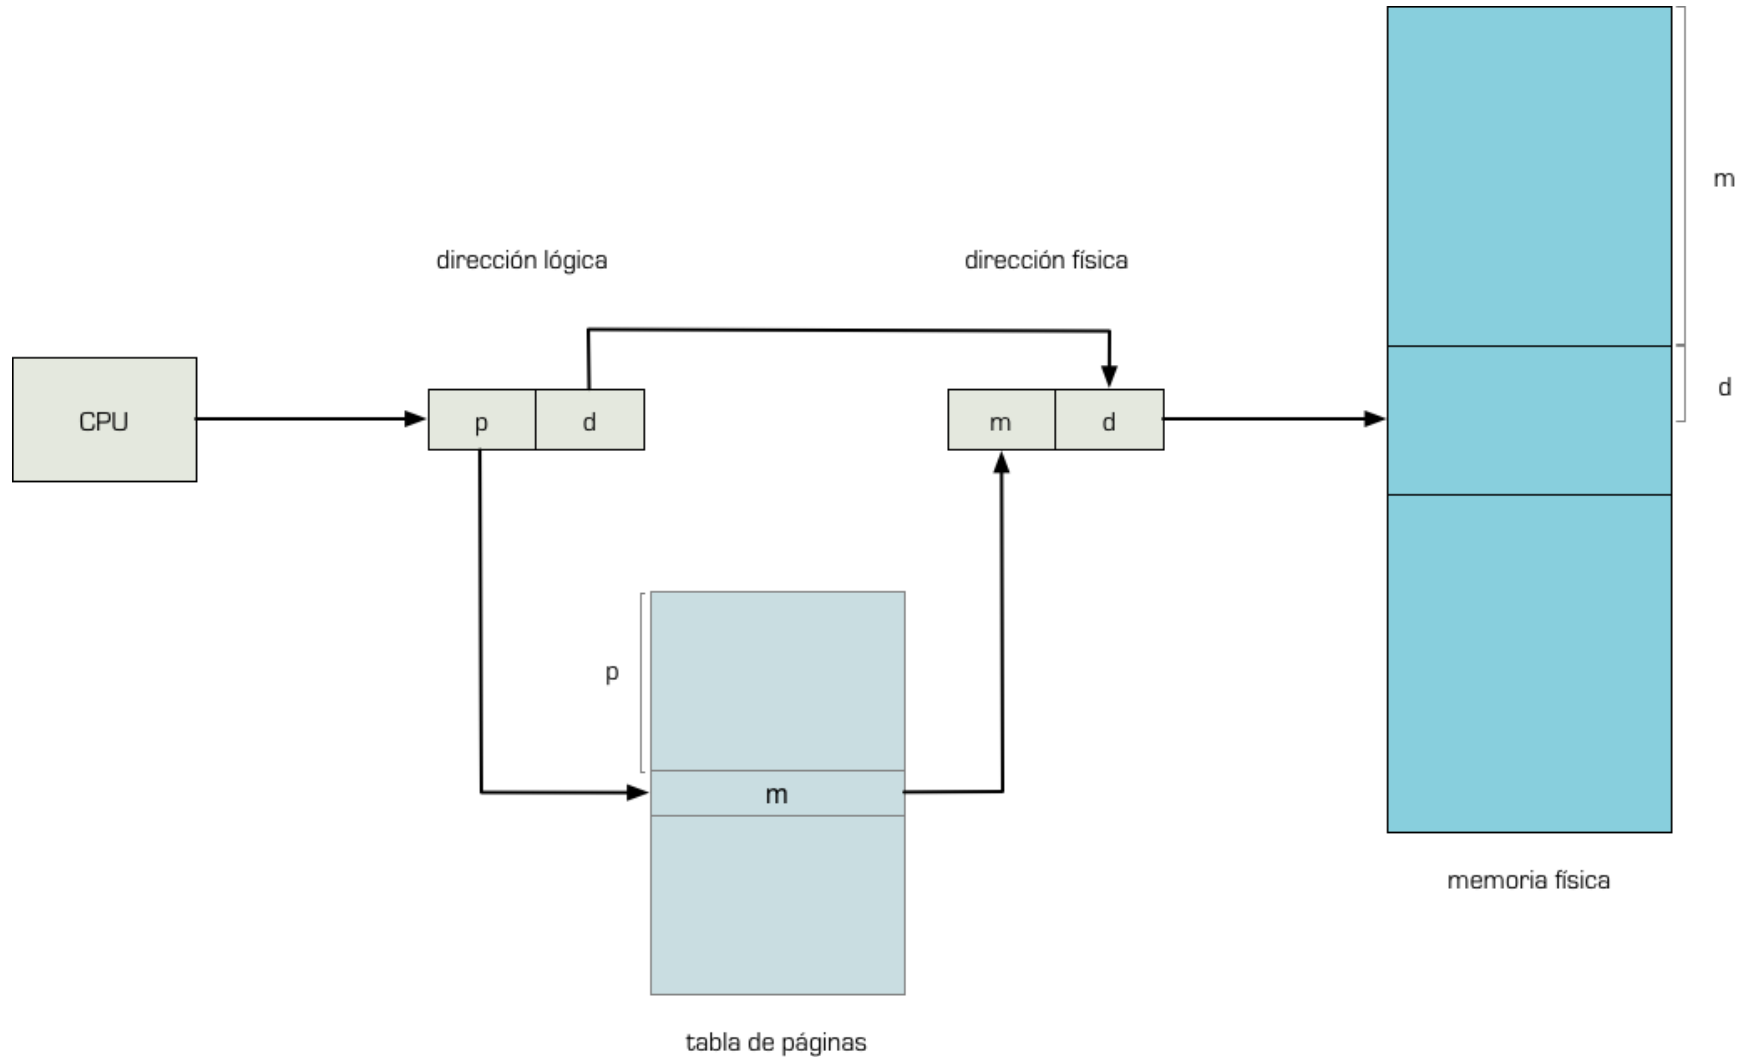 m
dirección lógica
dirección física
CPU
p
d
m
d
d
p
m
memoria física
tabla de páginas